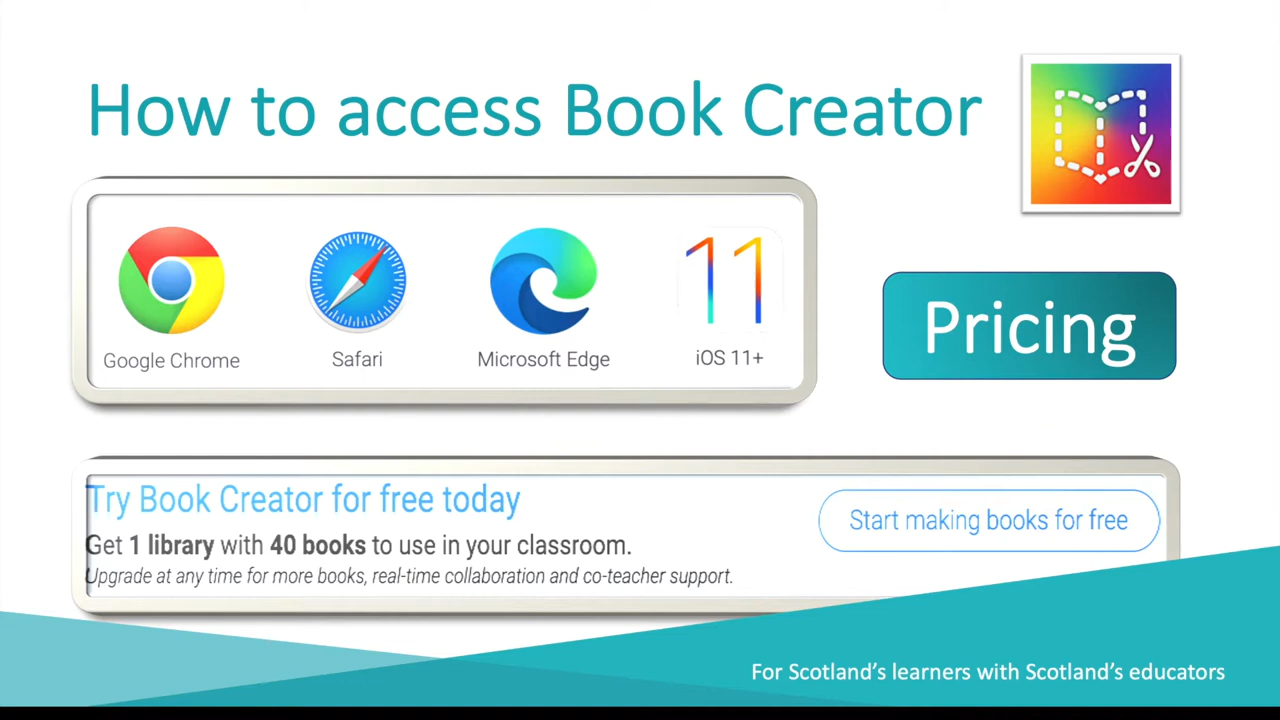 How to access Book Creator
11
Google Chrome
Safari
Microsoft Edge
iOS 11+
Pricing
Try Book Creator for free today
Get 1 library with 40 books to use in your classroom.
Upgrade at any time for more books, real-time collaboration and co-teacher support.
Start making books for free
For Scotland's learners with Scotland's educators